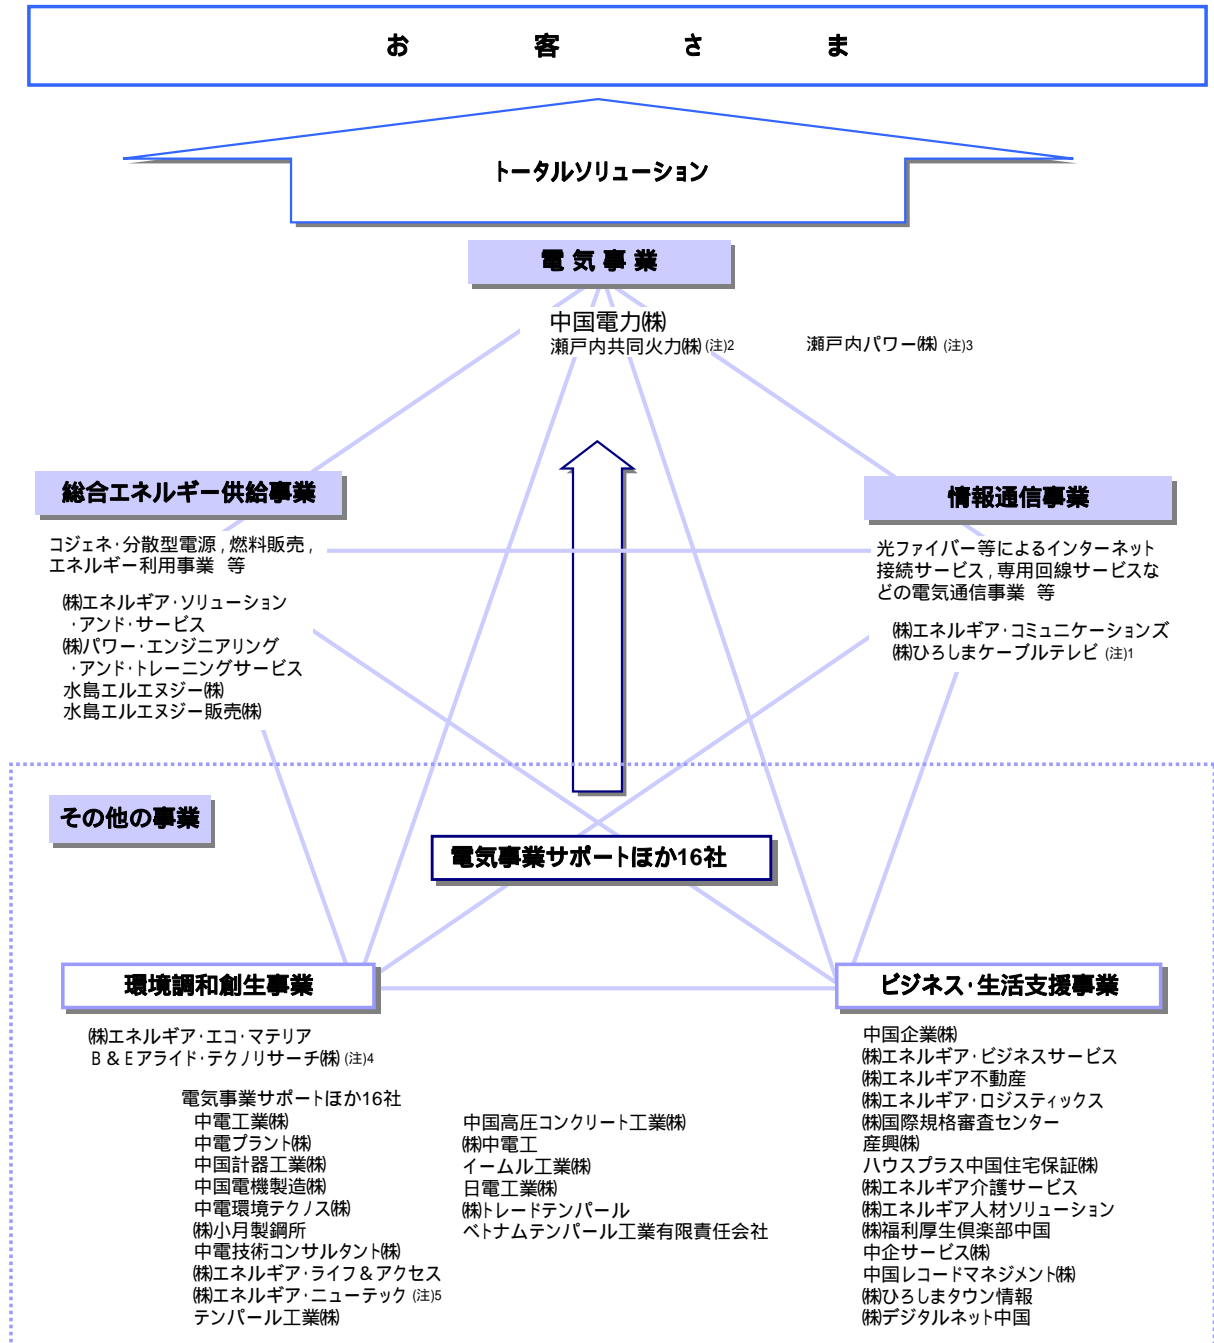 お客さま
トータルソリューション
電気事業
中国電力㈱
瀬戸内共同火力㈱ (注)2
瀬戸内パワー㈱ (注)3
総合エネルギー供給事業
コジェネ・分散型電源，燃料販売，
エネルギー利用事業 等
㈱エネルギア・ソリューション
・アンド・サービス
㈱パワー・エンジニアリング
・アンド・トレーニングサービス
水島エルエヌジー㈱
水島エルエヌジー販売㈱
情報通信事業
光ファイバー等によるインターネット
接続サービス，専用回線サービスな
どの電気通信事業 等
㈱エネルギア・コミュニケーションズ
㈱ひろしまケーブルテレビ (注)1
その他の事業
電気事業サポートほか16社
環境調和創生事業
㈱エネルギア・エコ・マテリア
Ｂ＆Ｅアライド・テクノリサーチ㈱ (注)4
電気事業サポートほか16社
中電工業㈱
中電プラント㈱
中国計器工業㈱
中国電機製造㈱
中電環境テクノス㈱
㈱小月製鋼所
中電技術コンサルタント㈱
㈱エネルギア・ライフ＆アクセス
㈱エネルギア・ニューテック (注)5
テンパール工業㈱
中国高圧コンクリート工業㈱
㈱中電工
イームル工業㈱
日電工業㈱
㈱トレードテンパール
ベトナムテンパール工業有限責任会社
ビジネス・生活支援事業
中国企業㈱
㈱エネルギア・ビジネスサービス
㈱エネルギア不動産
㈱エネルギア・ロジスティックス
㈱国際規格審査センター
産興㈱
ハウスプラス中国住宅保証㈱
㈱エネルギア介護サービス
㈱エネルギア人材ソリューション
㈱福利厚生倶楽部中国
中企サービス㈱
中国レコードマネジメント㈱
㈱ひろしまタウン情報
㈱デジタルネット中国